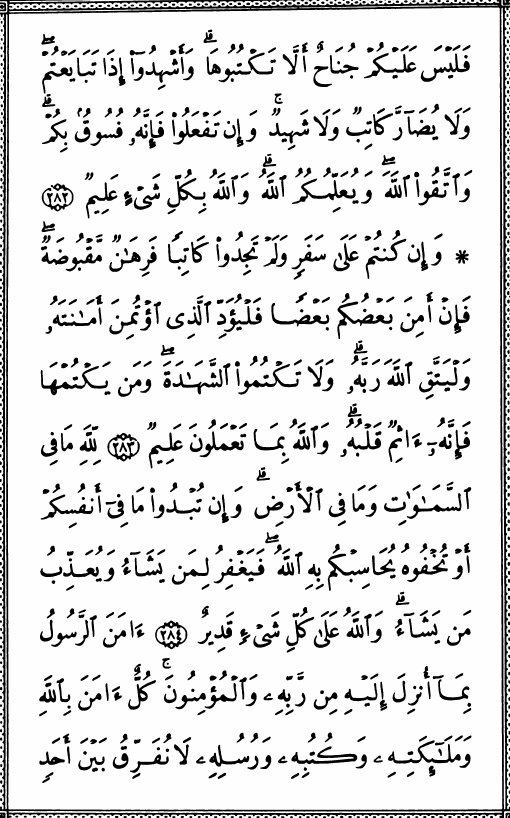 فَلَيْسَ عَلَيْكُمْ جُنَاحٌ أَلَّا تَكْتُبُوهَاۗ وَأَشْهِدُوٓا۟ إِذَا تَبَايَعْتُمْۚ
وَلَا يُضَآرَّ كَاتِبٌ وَلَا شَهِيدٌۚ وَإِن تَفْعَلُوا۟ فَإِنَّهُۥ فُسُوقٌۢ بِكُمْۗ
وَٱتَّقُوا۟ ٱللَّهَۖ وَيُعَلِّمُكُمُ ٱللَّهُۗ وَٱللَّهُ بِكُلِّ شَىْءٍ عَلِيمٌ ﴿٢٨٢﴾
* وَإِن كُنتُمْ عَلَىٰ سَفَرٍ وَلَمْ تَجِدُوا۟ كَاتِبًا فَرِهَـٰنٌ مَّقْبُوضَةٌۖ
فَإِنْ أَمِنَ بَعْضُكُم بَعْضًا فَلْيُؤَدِّ ٱلَّذِى ٱؤْتُمِنَ أَمَـٰنَتَهُۥ
وَلْيَتَّقِ ٱللَّهَ رَبَّهُۥۗ وَلَا تَكْتُمُوا۟ ٱلشَّهَـٰدَةَۖ وَمَن يَكْتُمْهَا
فَإِنَّهُۥٓ ءَاثِمٌ قَلْبُهُۥۗ وَٱللَّهُ بِمَا تَعْمَلُونَ عَلِيمٌ ﴿٢٨٣﴾ لِّلَّهِ مَا فِى
ٱلسَّمَـٰوَٰتِ وَمَا فِى ٱلْأَرْضِۗ وَإِن تُبْدُوا۟ مَا فِىٓ أَنفُسِكُمْ
أَوْ تُخْفُوهُ يُحَاسِبْكُم بِهِ ٱللَّهُۖ فَيَغْفِرُ لِمَن يَشَآءُ وَيُعَذِّبُ
مَن يَشَآءُۗ وَٱللَّهُ عَلَىٰ كُلِّ شَىْءٍ قَدِيرٌ ﴿٢٨٤﴾ ءَامَنَ ٱلرَّسُولُ
بِمَآ أُنزِلَ إِلَيْهِ مِن رَّبِّهِۦ وَٱلْمُؤْمِنُونَۚ كُلٌّ ءَامَنَ بِٱللَّهِ
وَمَلَـٰٓئِكَتِهِۦ وَكُتُبِهِۦ وَرُسُلِهِۦ لَا نُفَرِّقُ بَيْنَ أَحَدٍ